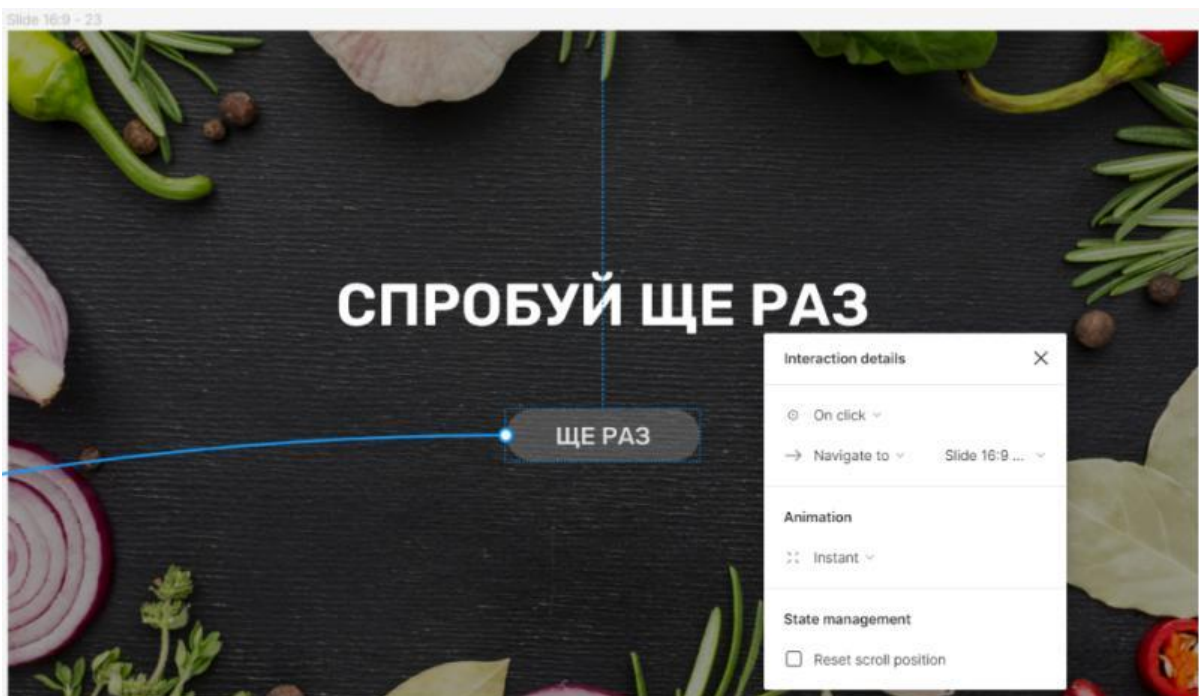 Slide 16:9 - 23
СПРОБУЙ ЩЕ РАЗ
Interaction details
On click
Navigate to Slide 16:9 ...
ЩЕ РАЗ
Animation
Instant
State management
Reset scroll position